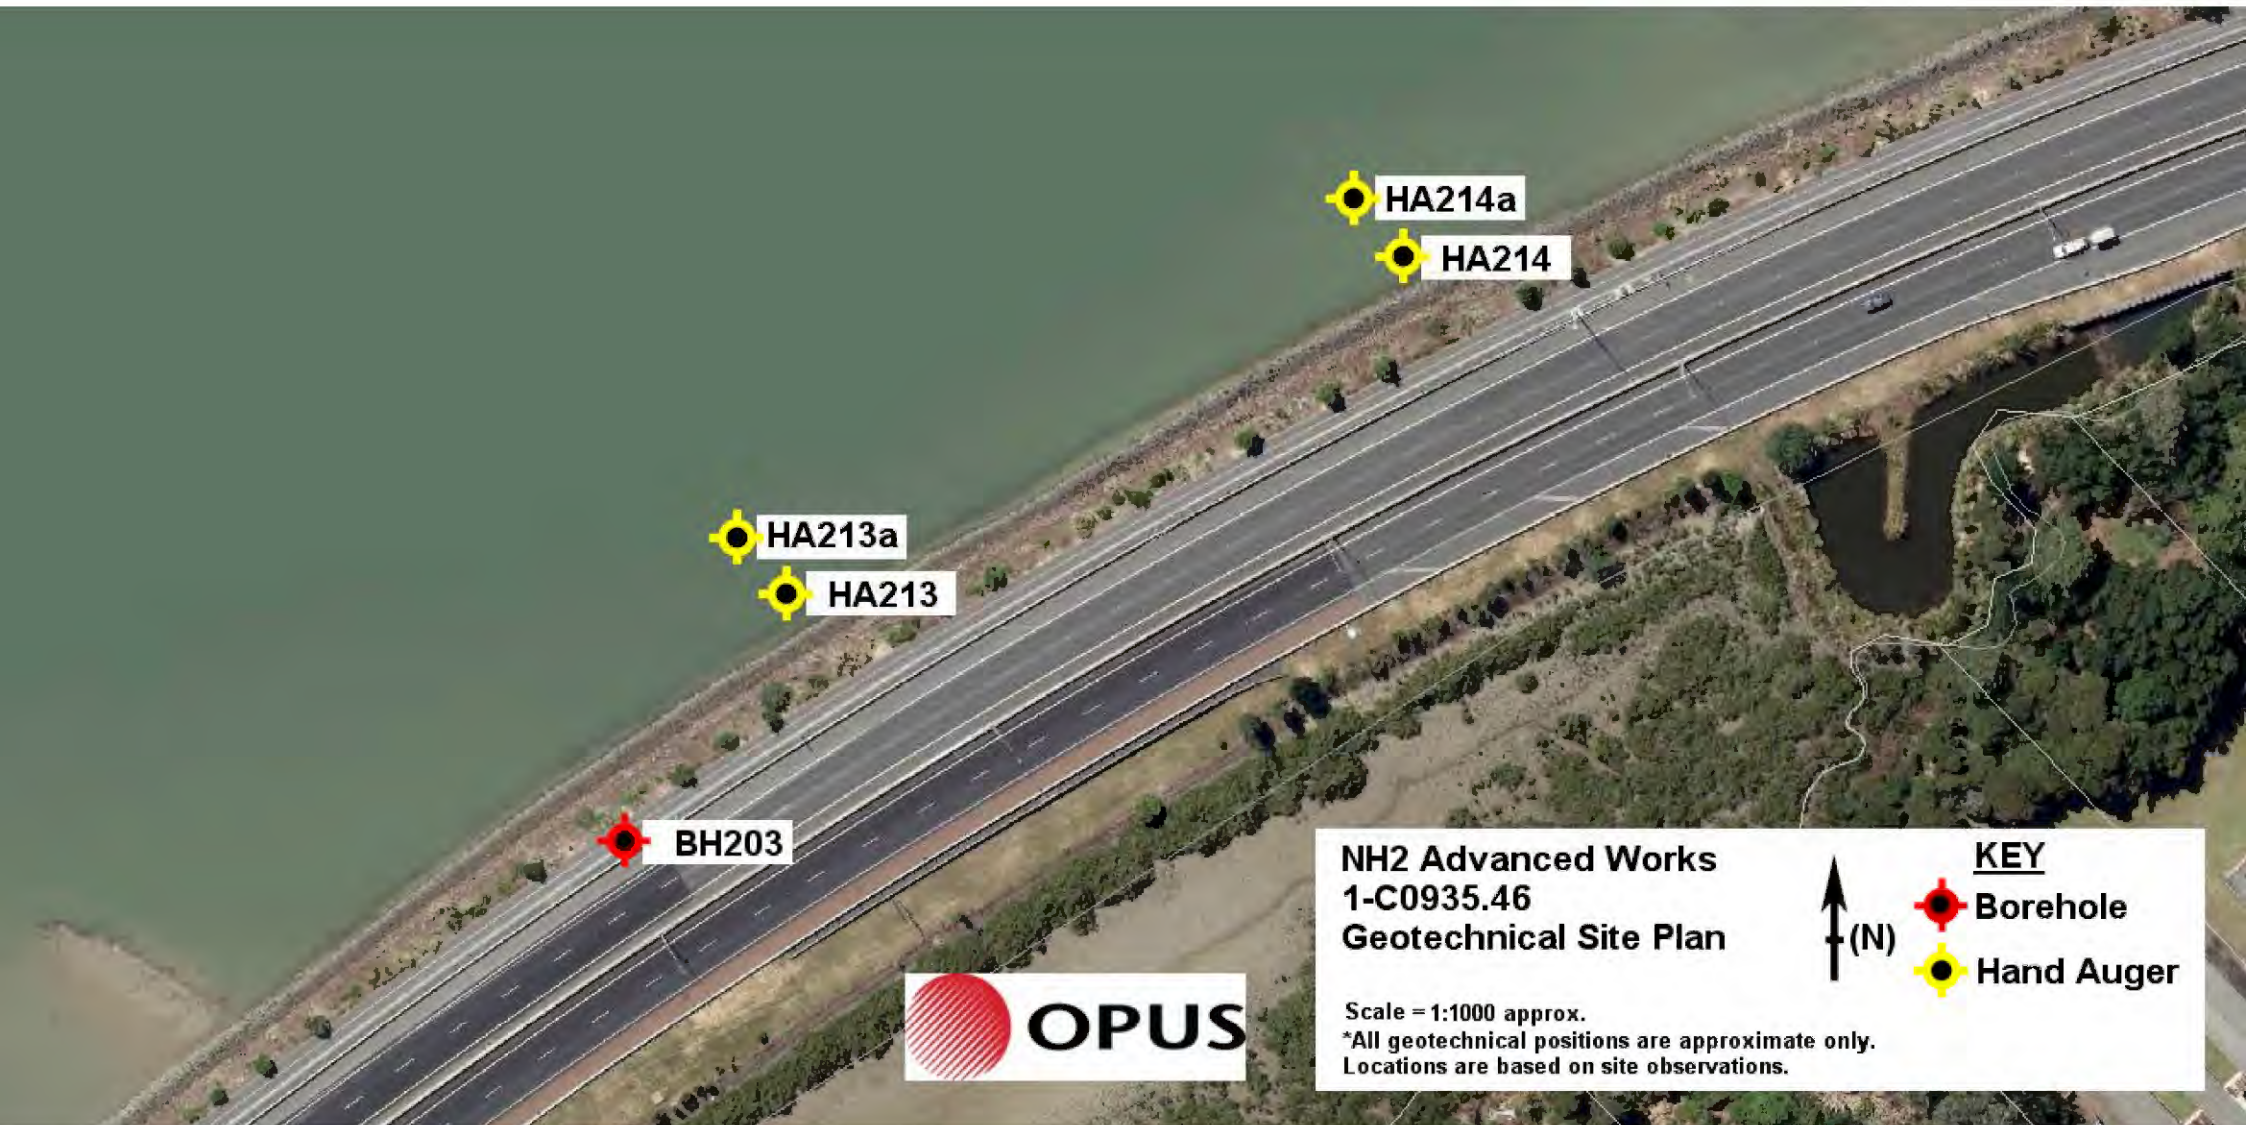 HA214a
HA214
HA213a
HA213
BH203
OPUS
NH2 Advanced Works
1-C0935.46
Geotechnical Site Plan
Scale = 1:1000 approx.
*All geotechnical positions are approximate only.
Locations are based on site observations.
(N)
KEY
Borehole
Hand Auger